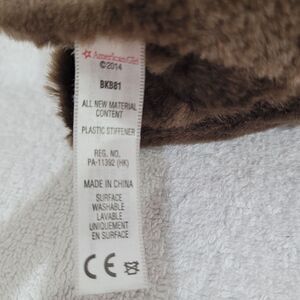 American Girl
©2014
BKB81
ALL NEW MATERIAL
CONTENT
PLASTIC STIFFENER
REG. NO.
PA-11392 (HK)
MADE IN CHINA
SURFACE
WASHABLE
LAVABLE
UNIQUEMENT
EN SURFACE
CE